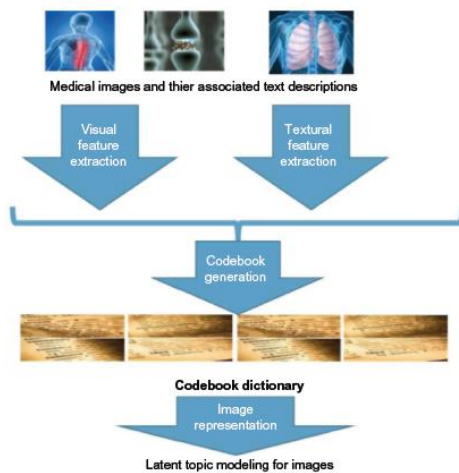 Medical images and thier associated text descriptions
Visual
feature
extraction
Textural
feature
extraction
Codebook
generation
Codebook dictionary
Image
representation
Latent topic modeling for images